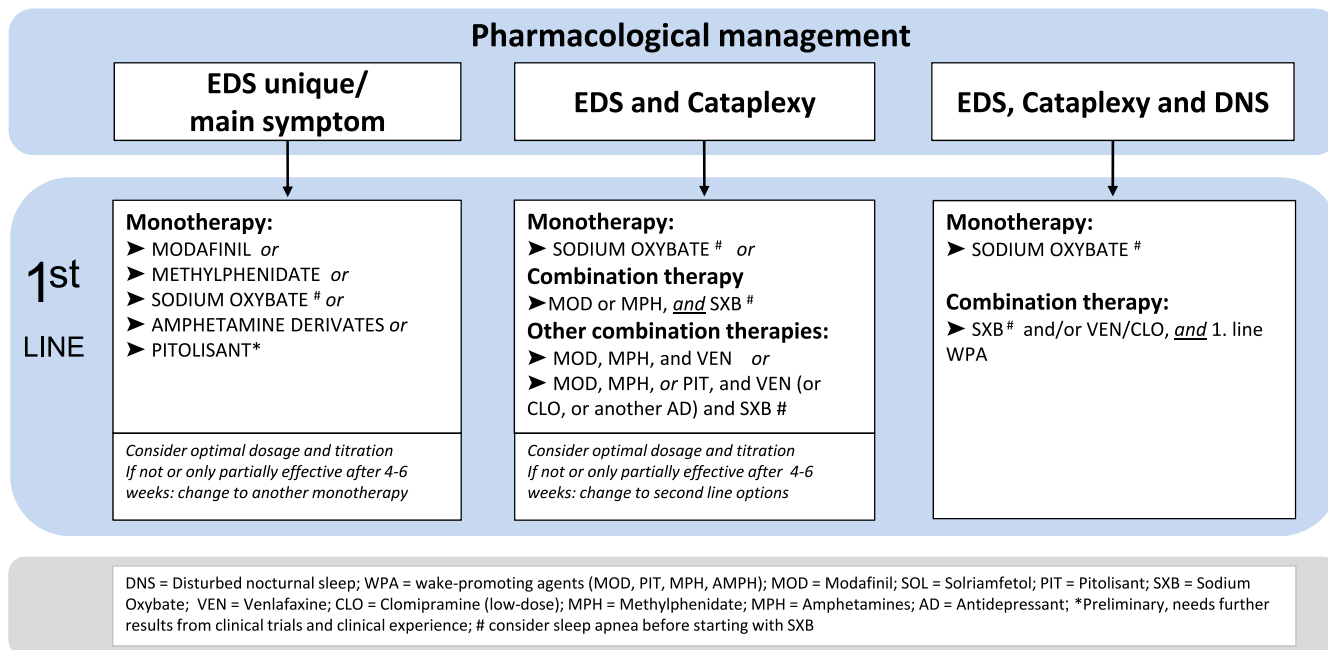 Pharmacological management
EDS unique/
main symptom
EDS and Cataplexy
EDS, Cataplexy and DNS
1st
LINE
Monotherapy:
➤ MODAFINIL or
➤ METHYLPHENIDATE or
➤ SODIUM OXYBATE # or
➤ AMPHETAMINE DERIVATES or
➤ PITOLISANT*
Consider optimal dosage and titration
If not or only partially effective after 4-6
weeks: change to another monotherapy
Monotherapy:
➤ SODIUM OXYBATE # or
Combination therapy
➤MOD or MPH, and SXB #
Other combination therapies:
➤ MOD, MPH, and VEN or
➤ MOD, MPH, or PIT, and VEN (or
CLO, or another AD) and SXB #
Consider optimal dosage and titration
If not or only partially effective after 4-6
weeks: change to second line options
Monotherapy:
➤ SODIUM OXYBATE #
Combination therapy:
➤ SXB # and/or VEN/CLO, and 1. line
WPA
DNS = Disturbed nocturnal sleep; WPA = wake-promoting agents (MOD, PIT, MPH, AMPH); MOD = Modafinil; SOL = Solriamfetol; PIT = Pitolisant; SXB = Sodium
Oxybate; VEN = Venlafaxine; CLO = Clomipramine (low-dose); MPH = Methylphenidate; MPH = Amphetamines; AD = Antidepressant; *Preliminary, needs further
results from clinical trials and clinical experience; # consider sleep apnea before starting with SXB